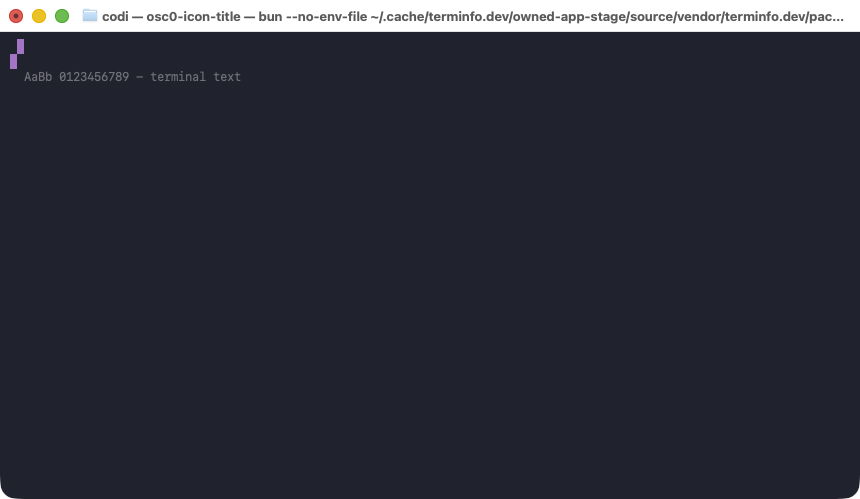 codi — osc0-icon-title — bun --no-env-file ~/.cache/terminfo.dev/owned-app-stage/source/vendor/terminfo.dev/pac...
AaBb 0123456789 — terminal text